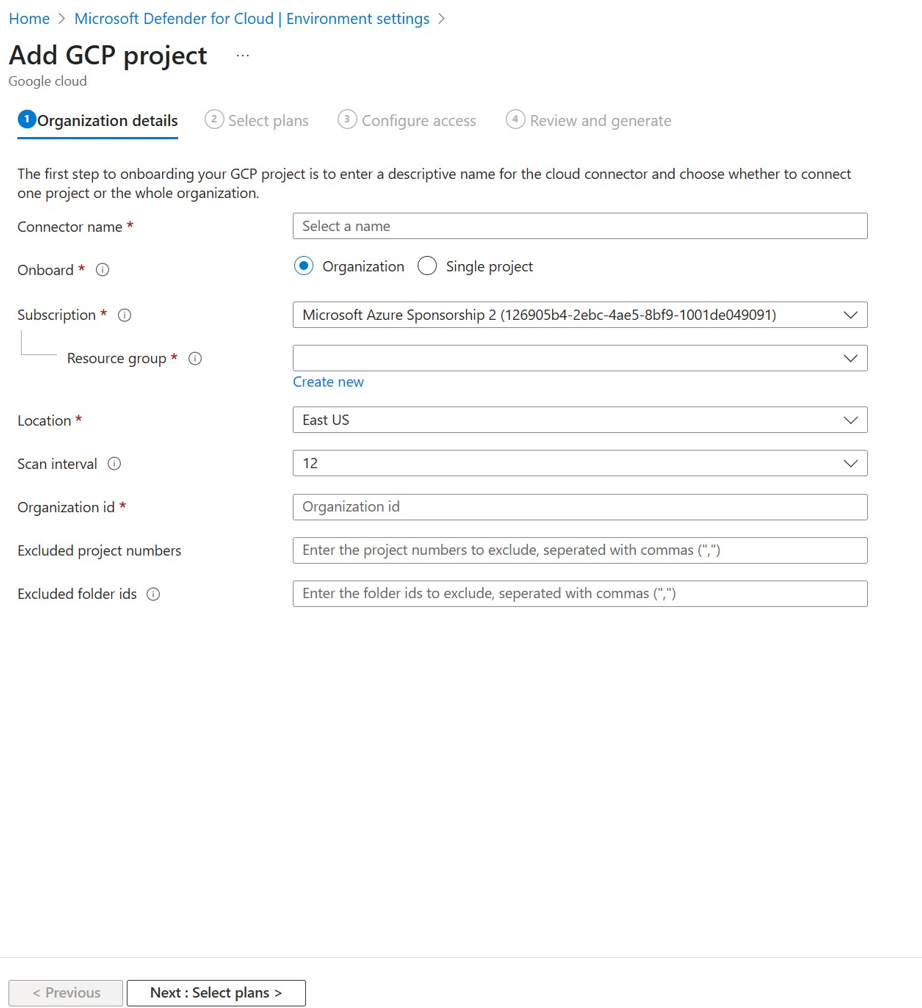 Home > Microsoft Defender for Cloud | Environment settings >
Add GCP project ...
Google cloud
1 Organization details 2 Select plans 3 Configure access 4 Review and generate
The first step to onboarding your GCP project is to enter a descriptive name for the cloud connector and choose whether to connect
one project or the whole organization.
Connector name * Select a name
Onboard * Organization Single project
Subscription * Microsoft Azure Sponsorship 2 (126905b4-2ebc-4ae5-8bf9-1001de049091)
Resource group *
Create new
Location * East US
Scan interval 12
Organization id * Organization id
Excluded project numbers Enter the project numbers to exclude, seperated with commas (",")
Excluded folder ids Enter the folder ids to exclude, seperated with commas (",")
< Previous Next : Select plans >